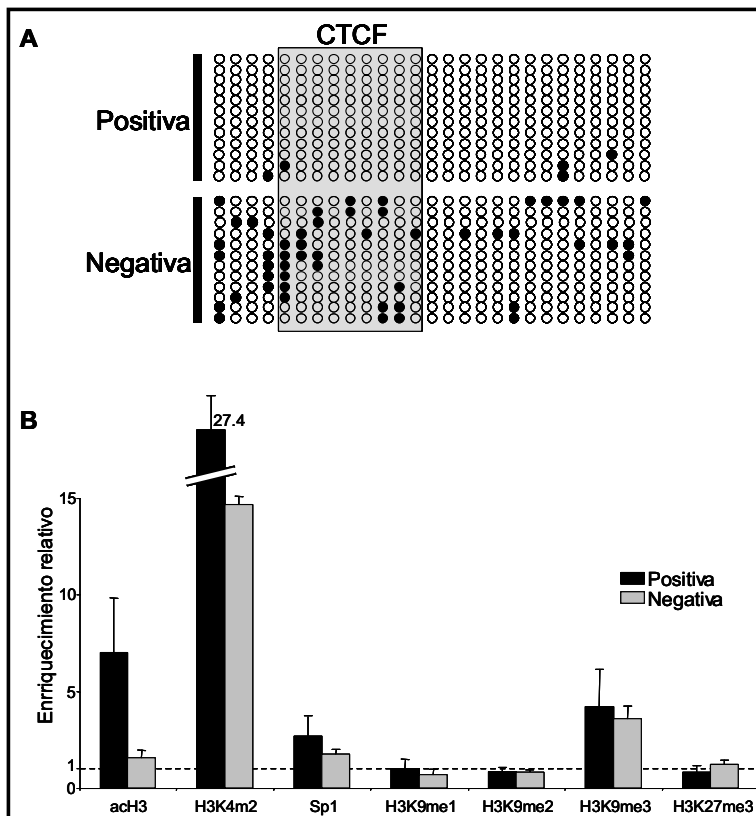 A
CTCF
Positiva
Negativa
B
27.4
15
10
5
1
0
Enrriquecimiento relativo
Positiva
Negativa
acH3 H3K4m2 Sp1 H3K9me1 H3K9me2 H3K9me3 H3K27me3